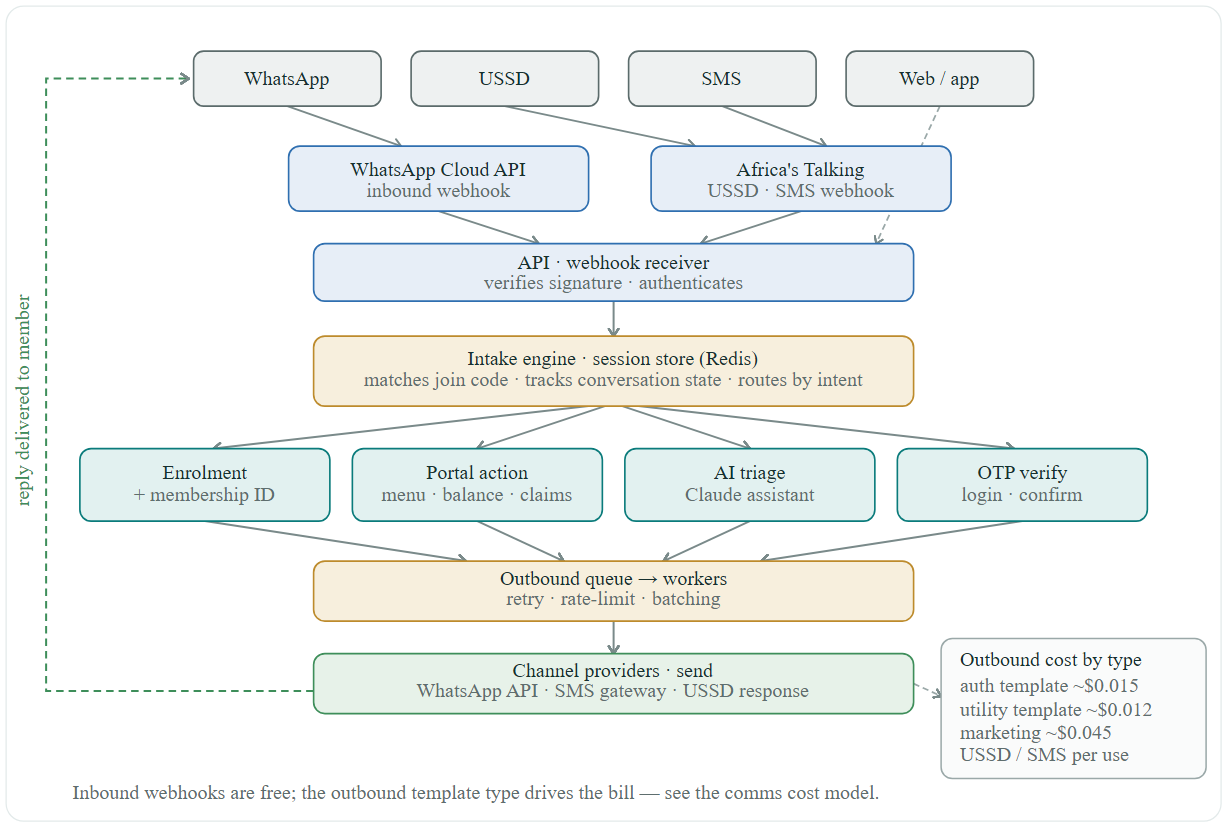 WhatsApp
USSD
SMS
Web / app
WhatsApp Cloud API
inbound webhook
Africa's Talking
USSD · SMS webhook
API · webhook receiver
verifies signature · authenticates
Intake engine · session store (Redis)
matches join code · tracks conversation state · routes by intent
reply delivered to member
Enrolment
+ membership ID
Portal action
menu · balance · claims
AI triage
Claude assistant
OTP verify
login · confirm
Outbound queue → workers
retry · rate-limit · batching
Channel providers · send
WhatsApp API · SMS gateway · USSD response
Outbound cost by type
auth template ~$0.015
utility template ~$0.012
marketing ~$0.045
USSD / SMS per use
Inbound webhooks are free; the outbound template type drives the bill — see the comms cost model.